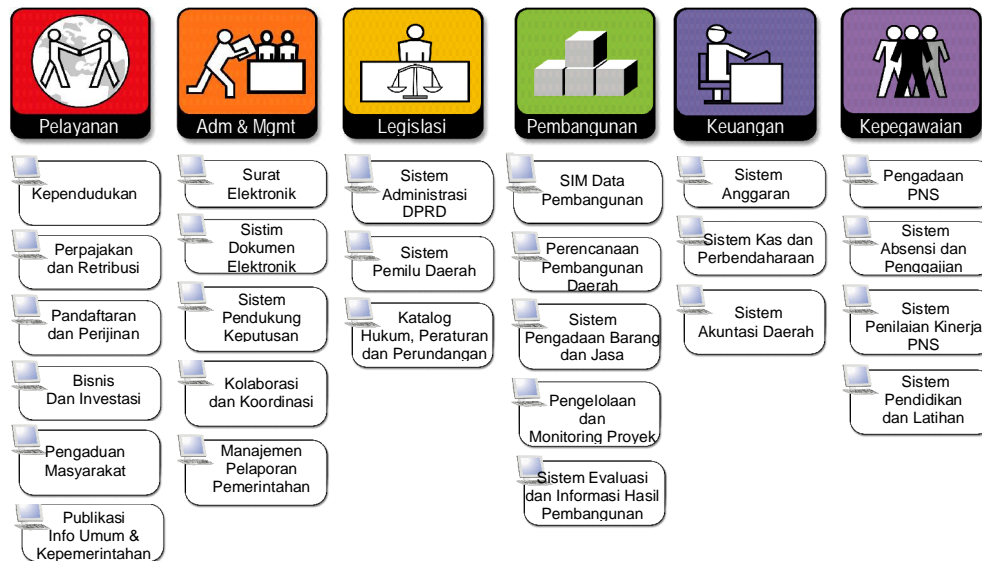 Pelayanan
Kependudukan
Perpajakan
dan Retribusi
Pandaftaran
dan Perijinan
Bisnis
Dan Investasi
Pengaduan
Masyarakat
Publikasi
Info Umum &
Kepemerintahan
Adm & Mgmt
Surat
Elektronik
Sistim
Dokumen
Elektronik
Sistem
Pendukung
Keputusan
Kolaborasi
dan Koordinasi
Manajemen
Pelaporan
Pemerintahan
Legislasi
Sistem
Administrasi
DPRD
Sistem
Pemilu Daerah
Katalog
Hukum, Peraturan
dan Perundangan
Pembangunan
SIM Data
Pembangunan
Perencanaan
Pembangunan
Daerah
Sistem
Pengadaan Barang
dan Jasa
Pengelolaan
dan
Monitoring Proyek
Sistem Evaluasi
dan Informasi Hasil
Pembangunan
Keuangan
Sistem
Anggaran
Sistem Kas dan
Perbendaharaan
Sistem
Akuntasi Daerah
Kepegawaian
Pengadaan
PNS
Sistem
Absensi dan
Penggajian
Sistem
Penilaian Kinerja
PNS
Sistem
Pendidikan
dan Latihan